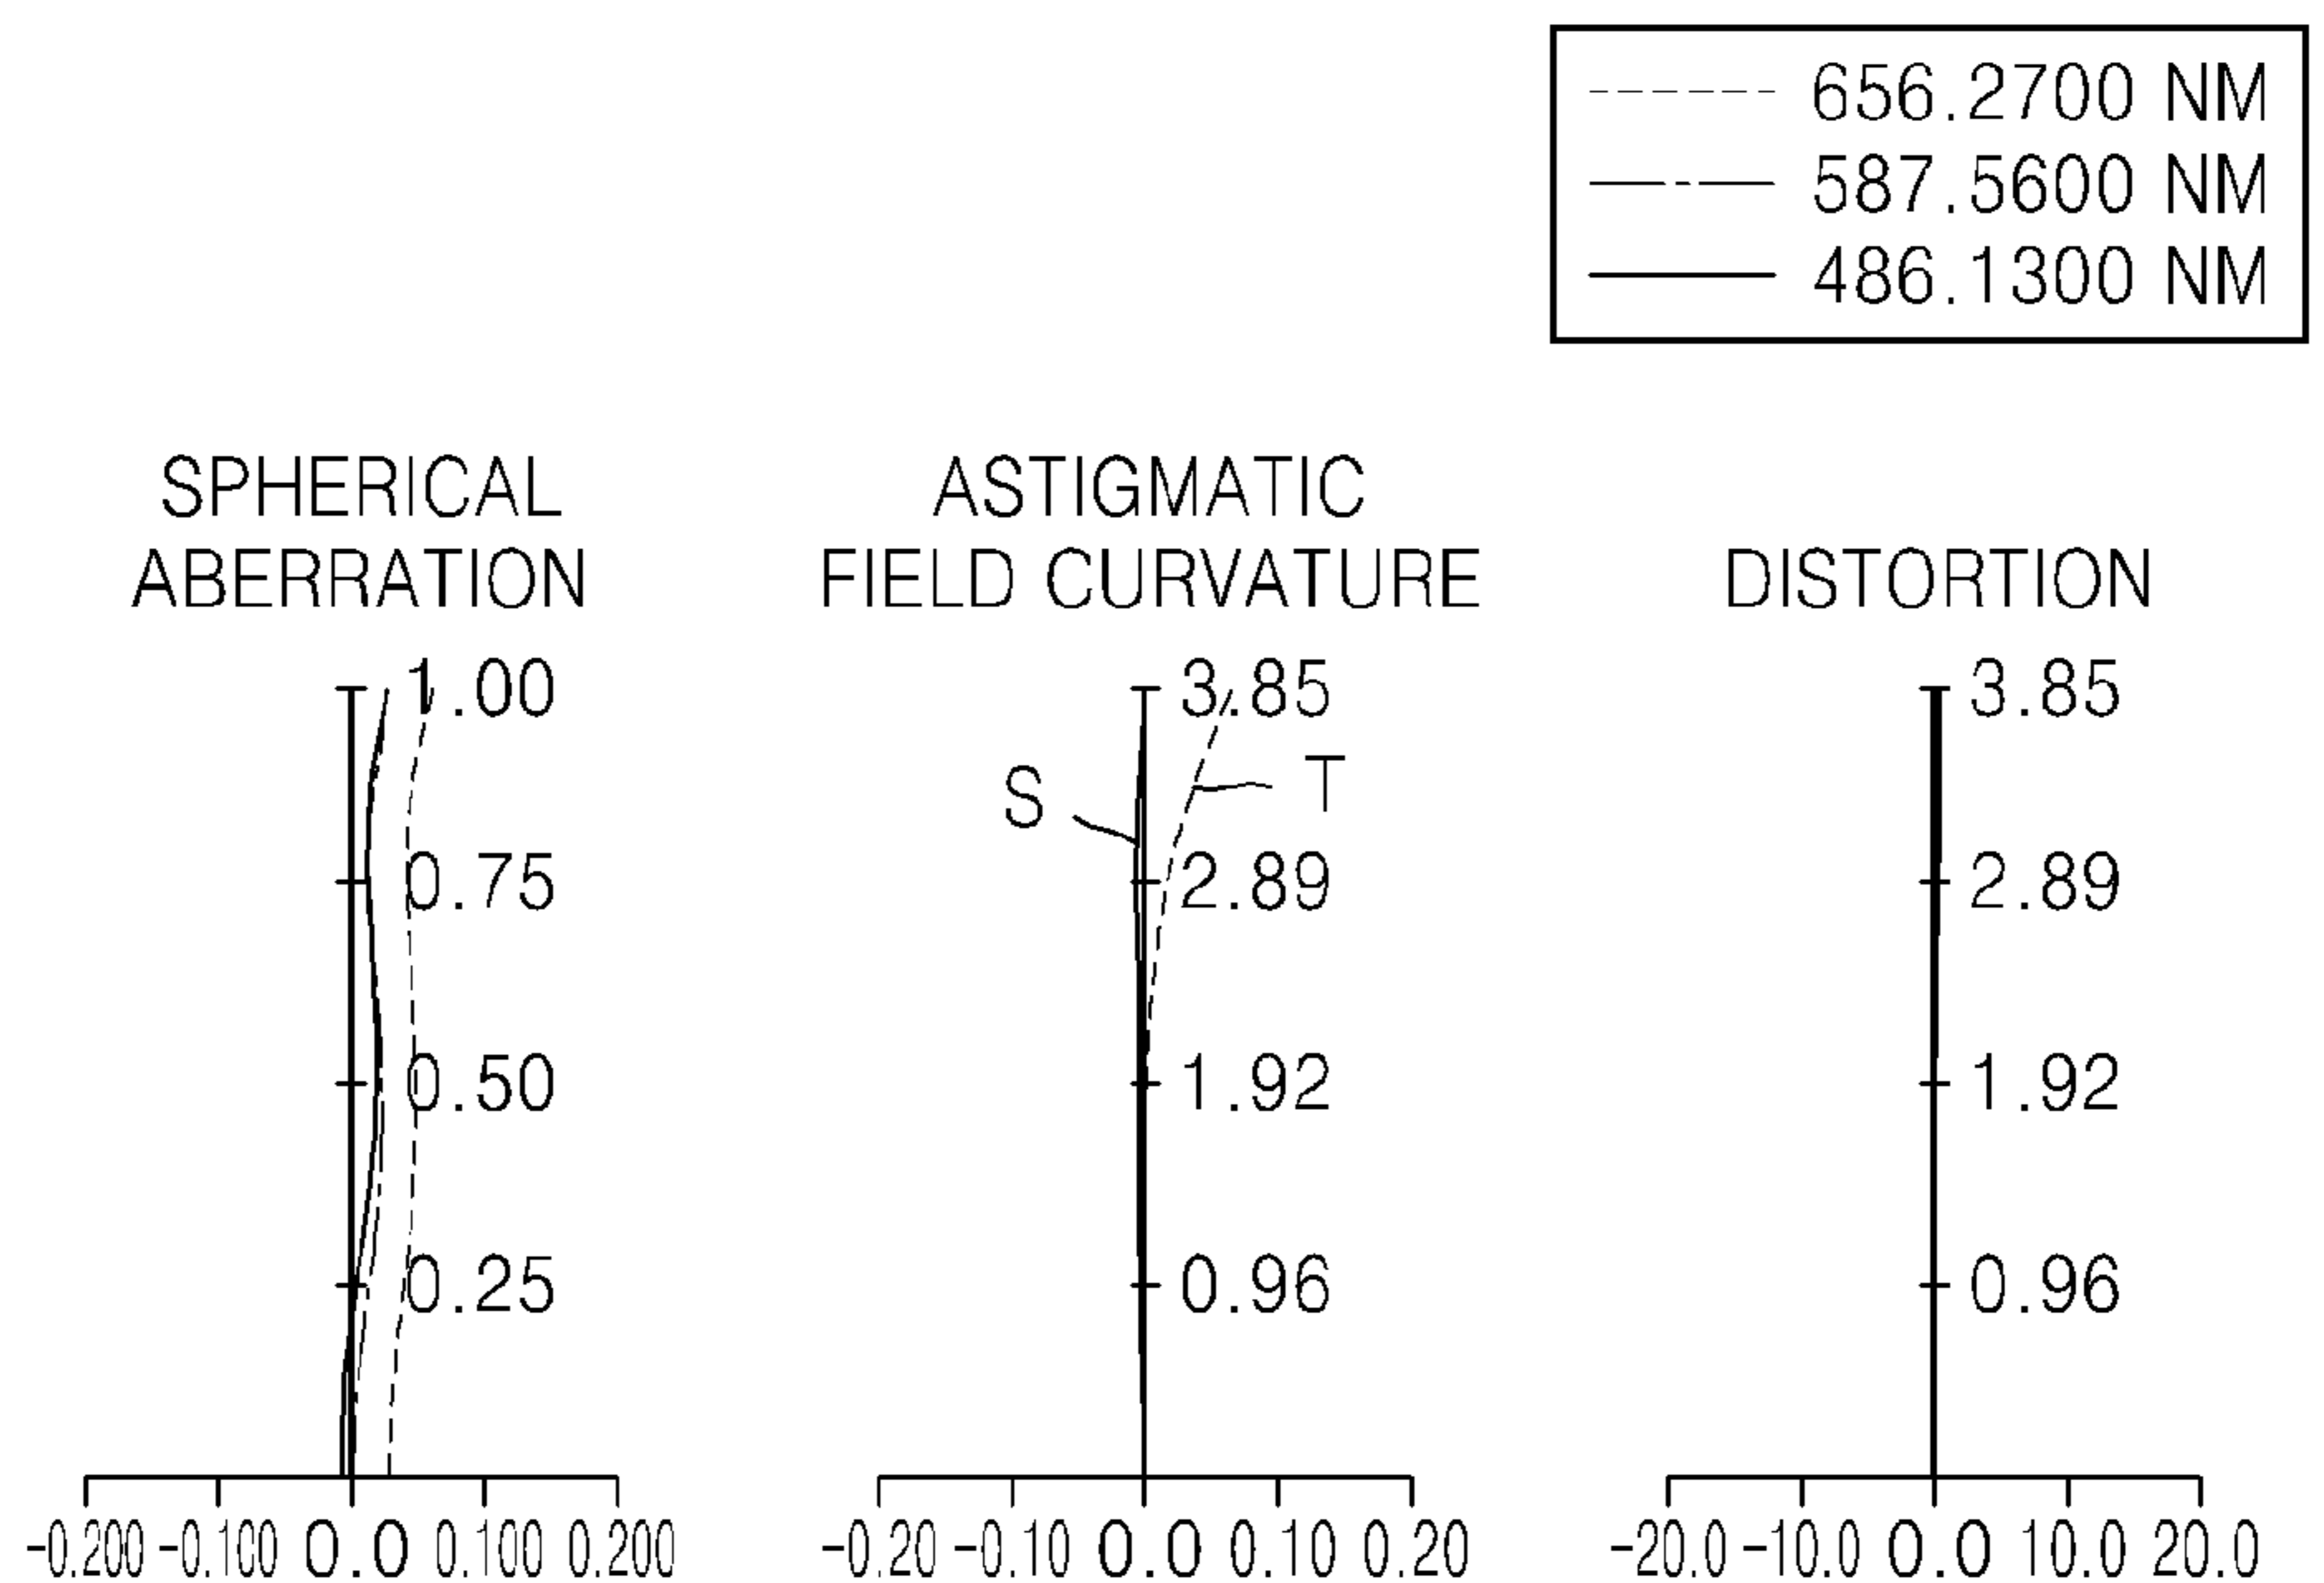 656.2700 NM
587.5600 NM
486.1300 NM
SPHERICAL
ABERRATION
ASTIGMATIC
FIELD CURVATURE
DISTORTION
1.00
0.75
0.50
0.25
-0.200 -0.100 0.0 0.100 0.200
3.85
S
T
2.89
1.92
0.96
-0.20 -0.10 0.0 0.10 0.20
3.85
2.89
1.92
0.96
-20.0 -10.0 0.0 10.0 20.0